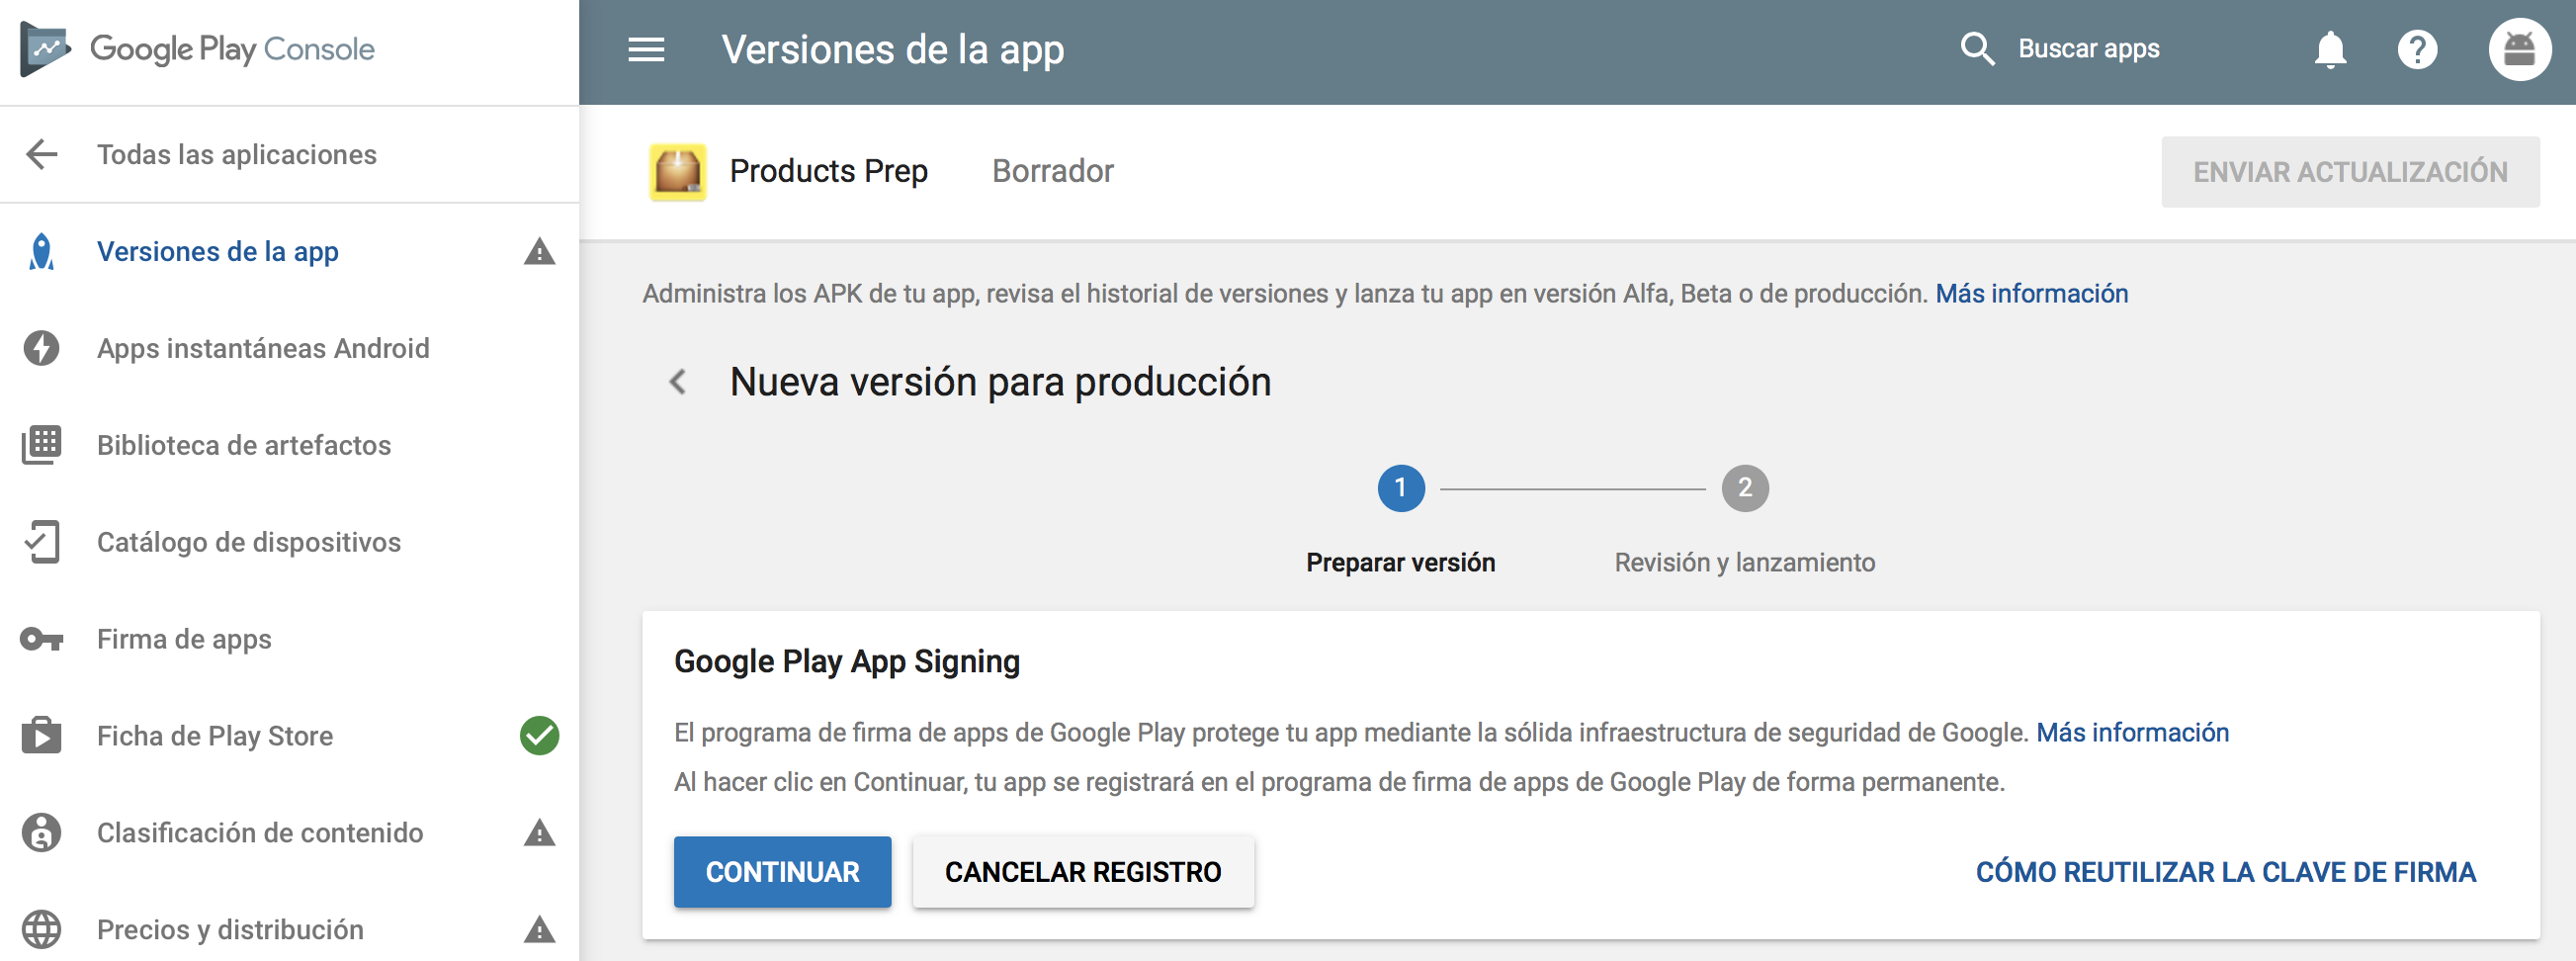 Google Play Console
Versiones de la app
Buscar apps
Todas las aplicaciones
Products Prep
Borrador
ENVIAR ACTUALIZACIÓN
Versiones de la app
Apps instantáneas Android
Biblioteca de artefactos
Catálogo de dispositivos
Firma de apps
Ficha de Play Store
Clasificación de contenido
Precios y distribución
Administra los APK de tu app, revisa el historial de versiones y lanza tu app en versión Alfa, Beta o de producción. Más información
Nueva versión para producción
1
2
Preparar versión
Revisión y lanzamiento
Google Play App Signing
El programa de firma de apps de Google Play protege tu app mediante la sólida infraestructura de seguridad de Google. Más información
Al hacer clic en Continuar, tu app se registrará en el programa de firma de apps de Google Play de forma permanente.
CONTINUAR
CANCELAR REGISTRO
CÓMO REUTILIZAR LA CLAVE DE FIRMA